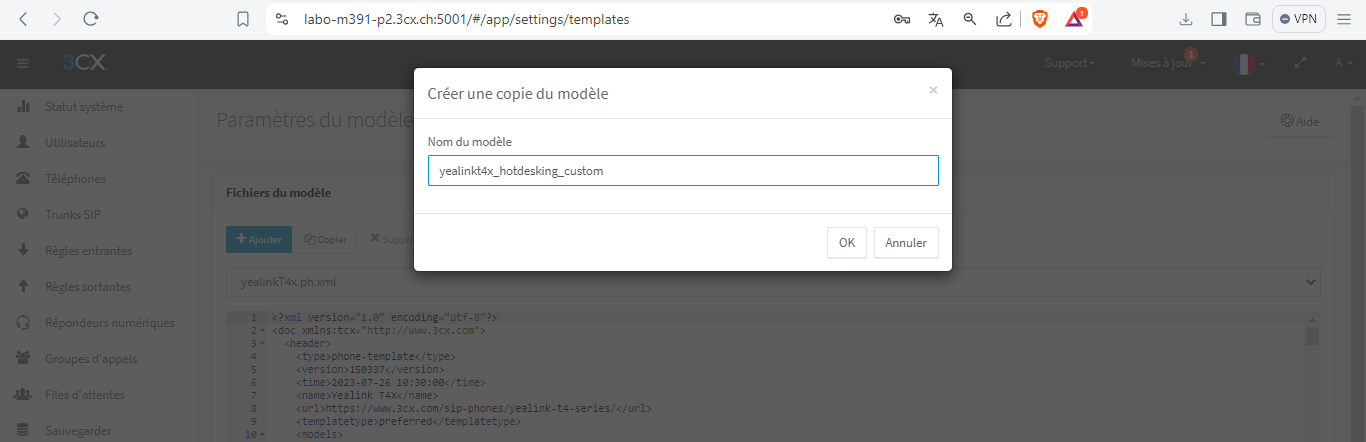 labo-m391-p2.3cx.ch:5001/#/app/settings/templates
1
VPN
3CX
Support
Mises à jour
1
A
Créer une copie du modèle
×
Nom du modèle
yealinkt4x_hotdesking_custom
OK
Annuler
Statut système
Utilisateurs
Téléphones
Trunks SIP
Règles entrantes
Règles sortantes
Répondeurs numériques
Groupes d'appels
Files d'attentes
Sauvegarder
Paramètres du modèle
Aide
Fichiers du modèle
Ajouter
Copier
Suppri
yealinkT4x.ph.xml
1 <?xml version="1.0" encoding="utf-8"?>
2 <doc xmlns:tcx="http://www.3cx.com">
3 <header>
4 <type>phone-template</type>
5 <version>150337</version>
6 <time>2023-07-26 10:30:00</time>
7 <name>Yealink T4X</name>
8 <url>https://www.3cx.com/sip-phones/yealink-t4-series/</url>
9 <templatetype>preferred</templatetype>
10 <models>